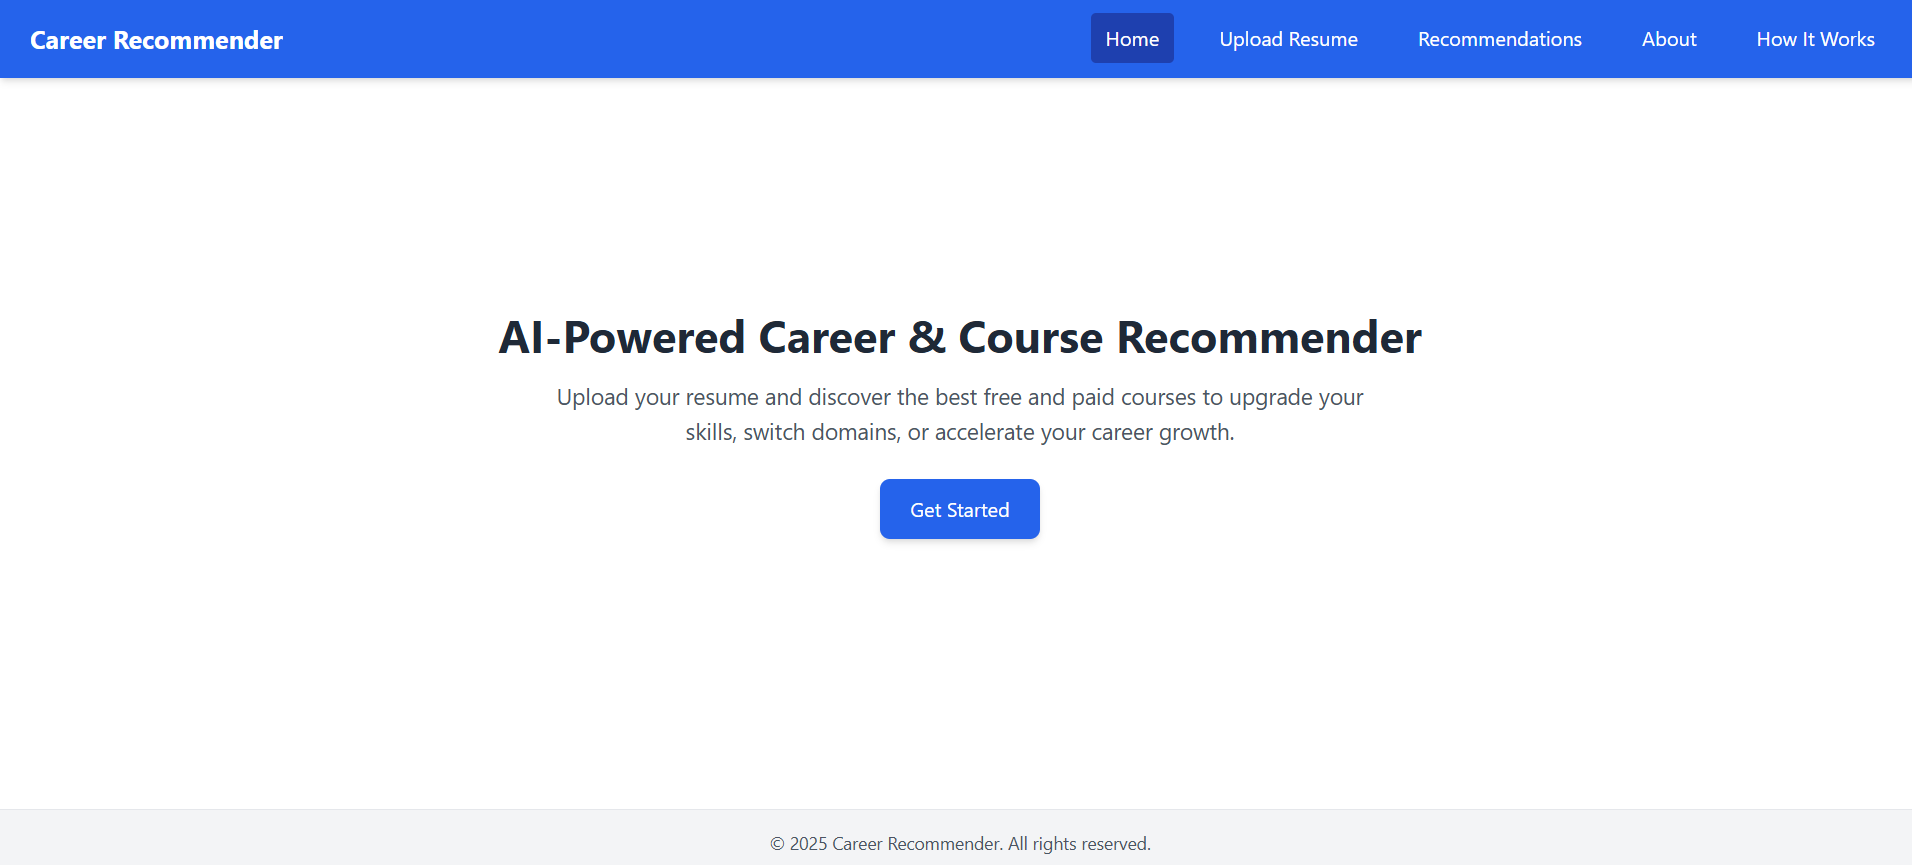 Career Recommender
Home
Upload Resume
Recommendations
About
How It Works
AI-Powered Career & Course Recommender
Upload your resume and discover the best free and paid courses to upgrade your
skills, switch domains, or accelerate your career growth.
Get Started
© 2025 Career Recommender. All rights reserved.